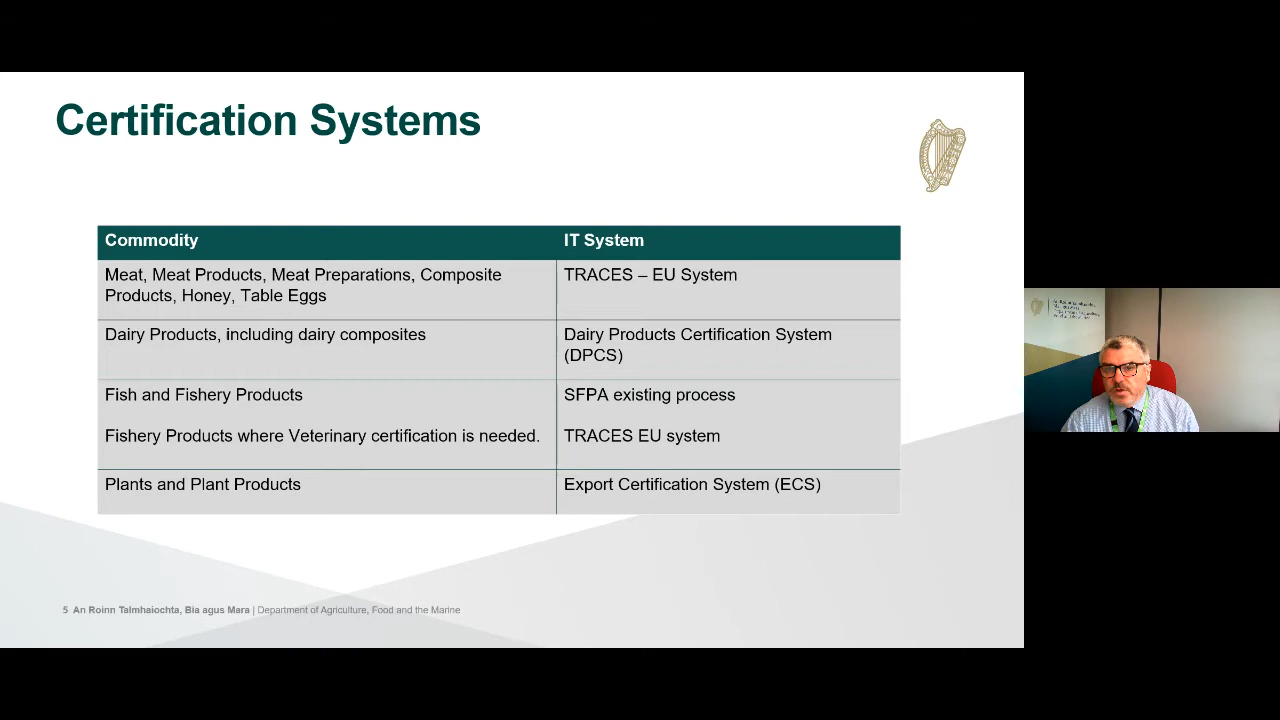 Certification Systems
Commodity
IT System
Meat, Meat Products, Meat Preparations, Composite
Products, Honey, Table Eggs
TRACES – EU System
Dairy Products, including dairy composites
Dairy Products Certification System
(DPCS)
Fish and Fishery Products
SFPA existing process
Fishery Products where Veterinary certification is needed.
TRACES EU system
Plants and Plant Products
Export Certification System (ECS)
5 An Roinn Talmhaíochta, Bia agus Mara | Department of Agriculture, Food and the Marine